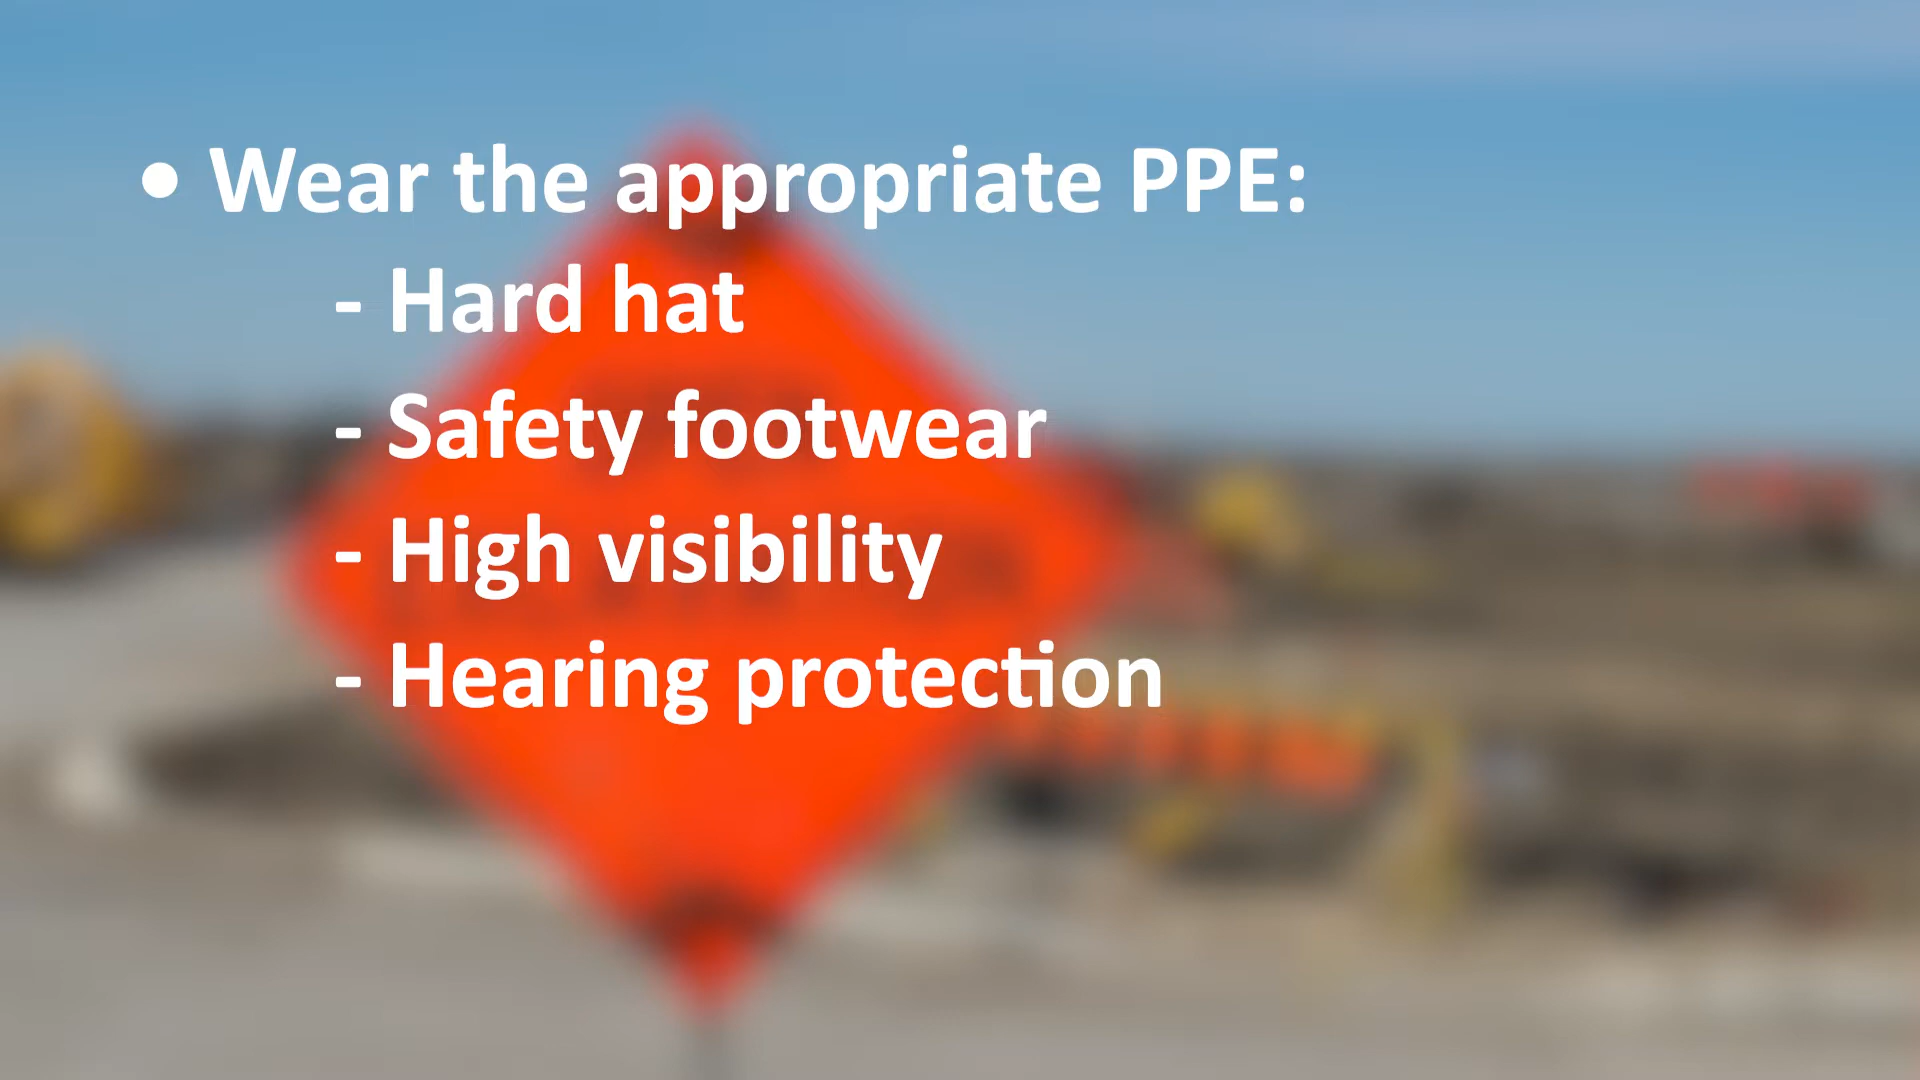 • Wear the appropriate PPE:
- Hard hat
- Safety footwear
- High visibility
- Hearing protection